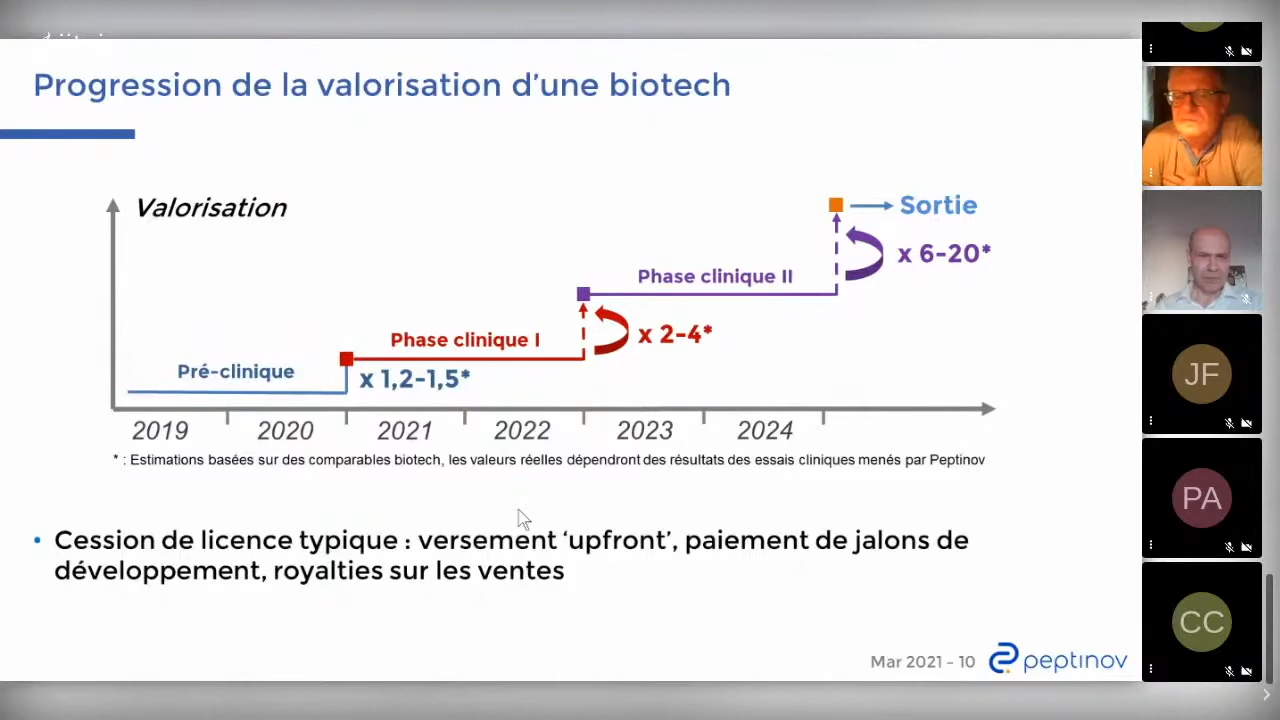 Progression de la valorisation d’une biotech
Valorisation
Sortie
x 6-20*
Phase clinique II
x 2-4*
Phase clinique I
Pré-clinique
x 1,2-1,5*
2019 2020 2021 2022 2023 2024
* : Estimations basées sur des comparable biotech, les valeurs réelles dépendront des résultats des essais cliniques menés par Peptinov
• Cession de licence typique : versement ‘upfront’, paiement de jalons de
développement, royalties sur les ventes
Mar 2021 - 10
peptinov
JF
PA
CC